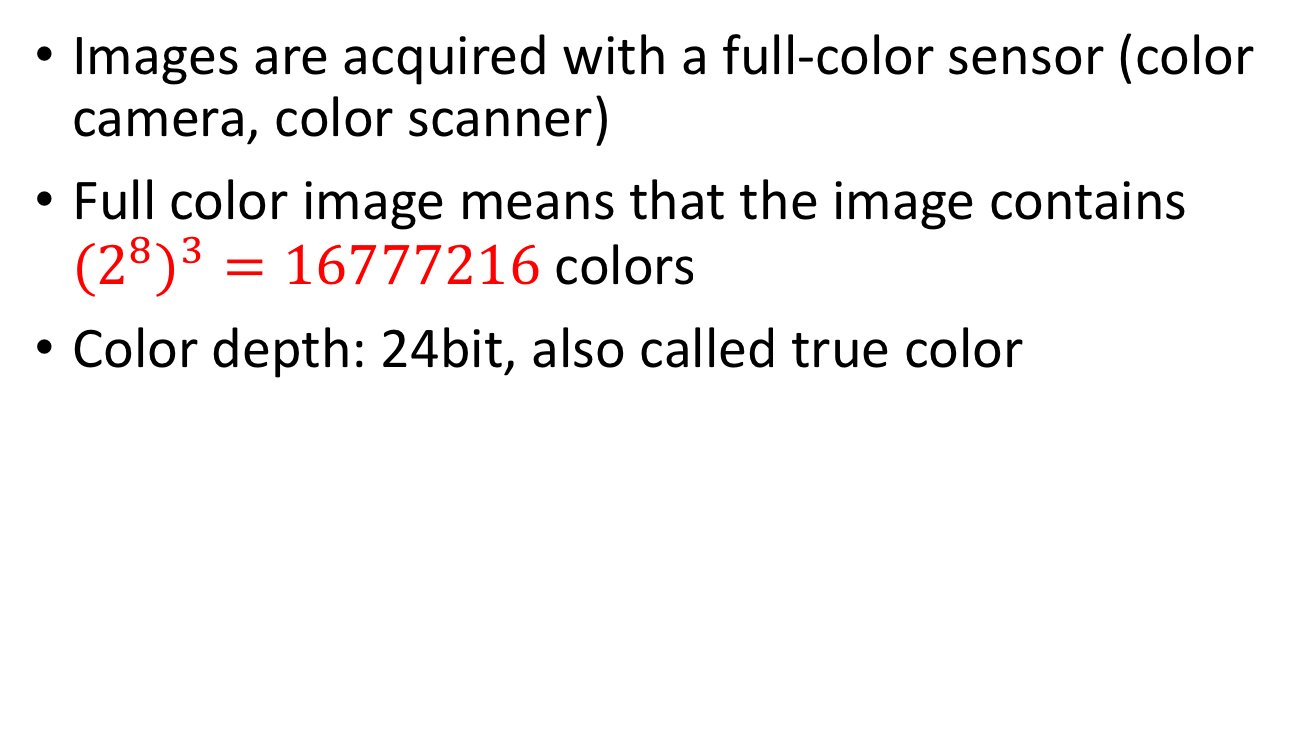 • Images are acquired with a full-color sensor (color
camera, color scanner)
• Full color image means that the image contains
(2⁸)³ = 16777216 colors
• Color depth: 24bit, also called true color